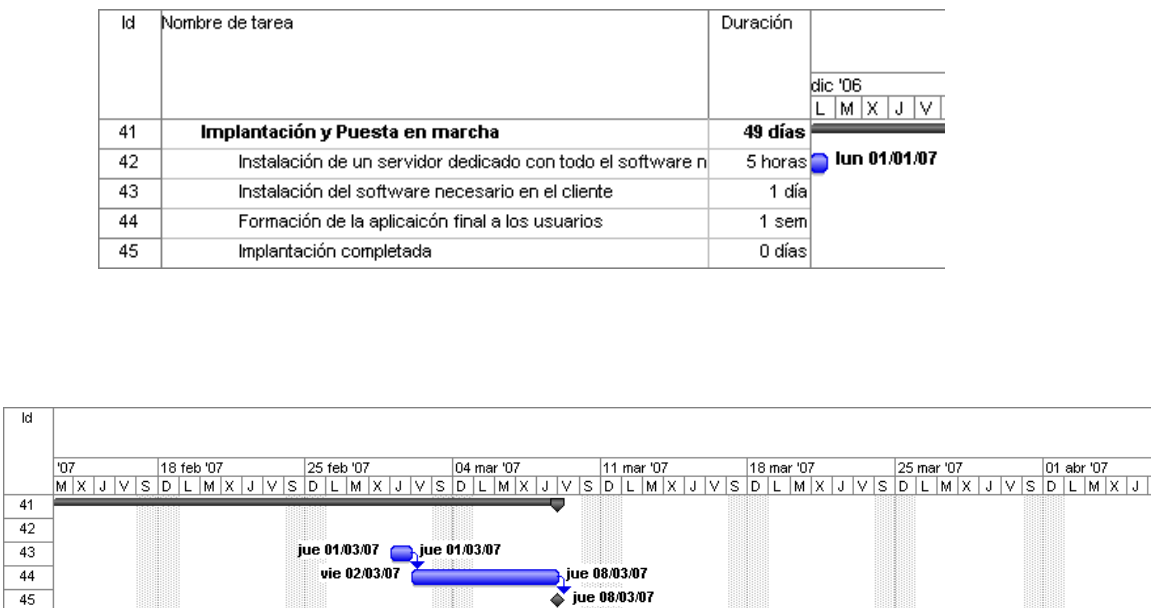 Id Nombre de tarea Duración
dic '06
L M X J V
41 Implantación y Puesta en marcha 49 días
42 Instalación de un servidor dedicado con todo el software n 5 horas lun 01/01/07
43 Instalación del software necesario en el cliente 1 día
44 Formación de la aplicaicón final a los usuarios 1 sem
45 Implantación completada 0 días
Id
'07 18 feb '07 25 feb '07 04 mar '07 11 mar '07 18 mar '07 25 mar '07 01 abr '07
M X J V S D L M X J V S D L M X J V S D L M X J V S D L M X J V S D L M X J V S D L M X J V S D L M X J
41
42
43 jue 01/03/07 jue 01/03/07
44 vie 02/03/07 jue 08/03/07
45 jue 08/03/07